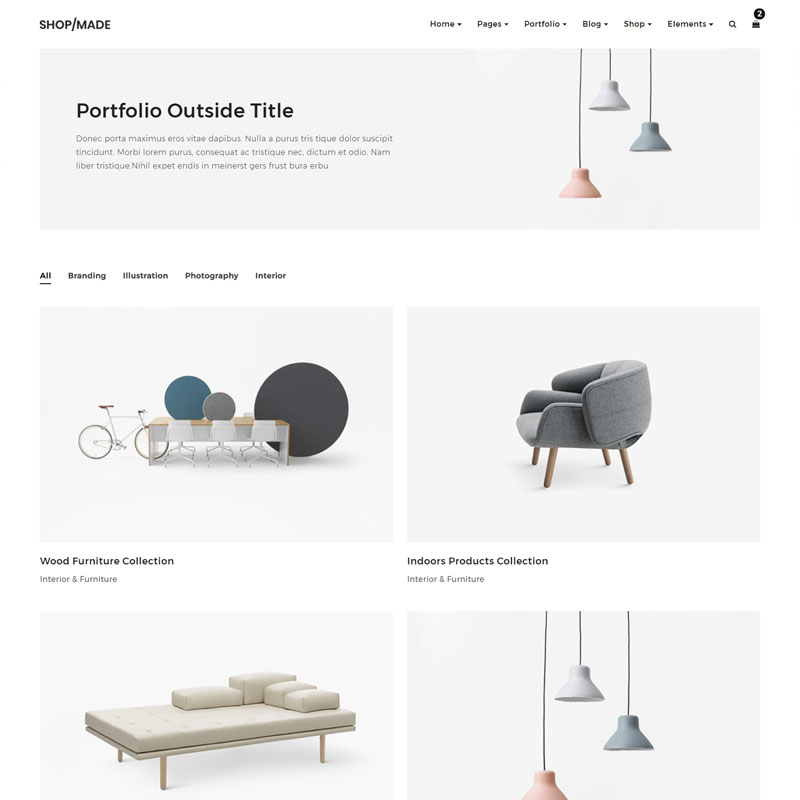 SHOP/MADE
Home Pages Portfolio Blog Shop Elements 2
Portfolio Outside Title
Donec porta maximus eros vitae dapibus. Nulla a purus tris tique dolor suscipit
tincidunt. Morbi lorem purus, consequat ac tristique nec, dictum et odio. Nam
liber tristique Nihil expet endis in meinerst gers frust bura erbu
All Branding Illustration Photography Interior
Wood Furniture Collection
Interior & Furniture
Indoors Products Collection
Interior & Furniture